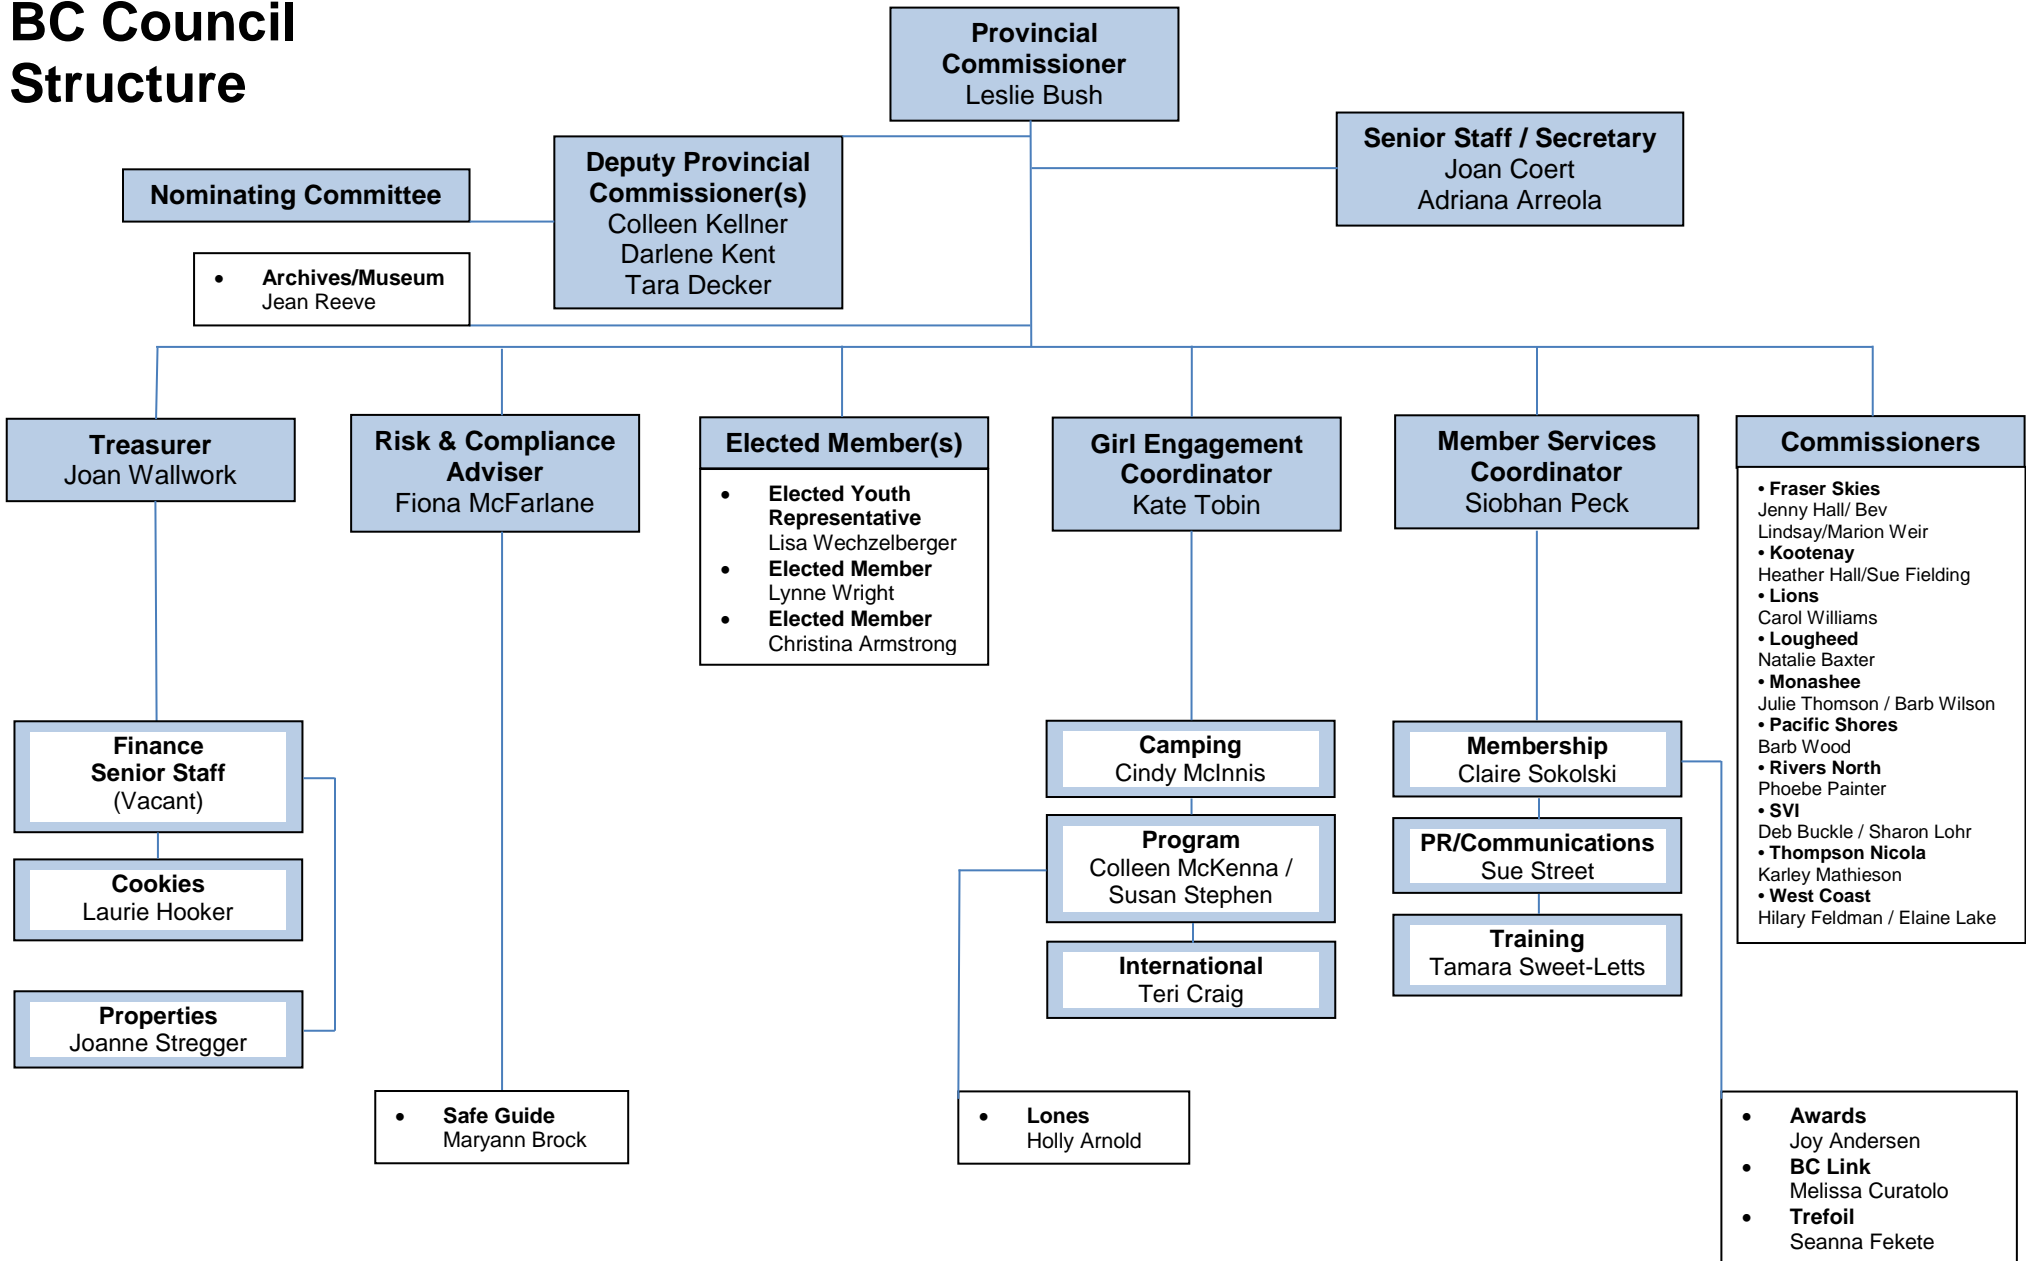 BC Council
Structure
Provincial
Commissioner
Leslie Bush
Senior Staff / Secretary
Joan Coert
Adriana Arreola
Deputy Provincial
Commissioner(s)
Colleen Kellner
Darlene Kent
Tara Decker
Nominating Committee
• Archives/Museum
Jean Reeve
Treasurer
Joan Wallwork
Risk & Compliance
Adviser
Fiona McFarlane
Elected Member(s)
• Elected Youth
Representative
Lisa Wechzelberger
• Elected Member
Lynne Wright
• Elected Member
Christina Armstrong
Girl Engagement
Coordinator
Kate Tobin
Member Services
Coordinator
Siobhan Peck
Commissioners
• Fraser Skies
Jenny Hall/ Bev
Lindsay/Marion Weir
• Kootenay
Heather Hall/Sue Fielding
• Lions
Carol Williams
• Lougheed
Natalie Baxter
• Monashee
Julie Thomson / Barb Wilson
• Pacific Shores
Barb Wood
• Rivers North
Phoebe Painter
• SVI
Deb Buckle / Sharon Lohr
• Thompson Nicola
Karley Mathieson
• West Coast
Hilary Feldman / Elaine Lake
Finance
Senior Staff
(Vacant)
Cookies
Laurie Hooker
Properties
Joanne Stregger
Camping
Cindy McInnis
Program
Colleen McKenna /
Susan Stephen
International
Teri Craig
Membership
Claire Sokolski
PR/Communications
Sue Street
Training
Tamara Sweet-Letts
• Safe Guide
Maryann Brock
• Lones
Holly Arnold
• Awards
Joy Andersen
• BC Link
Melissa Curatolo
• Trefoil
Seanna Fekete